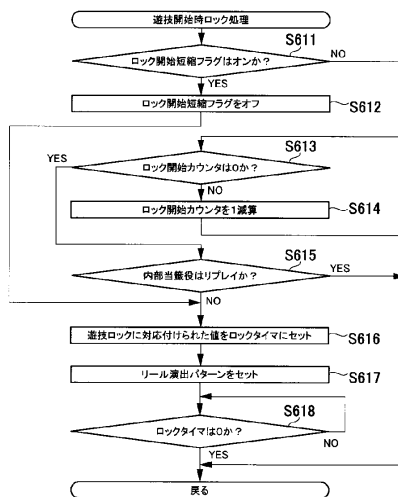 遊技開始時ロック処理
S611
ロック開始短縮フラグはオンか?
NO
YES
ロック開始短縮フラグをオフ
S612
S613
YES
ロック開始カウンタは0か?
NO
ロック開始カウンタを1減算
S614
S615
内部当籤役はリプレイか?
YES
NO
遊技ロックに対応付けられた値をロックタイマにセット
S616
リール演出パターンをセット
S617
S618
ロックタイマは0か?
NO
YES
戻る